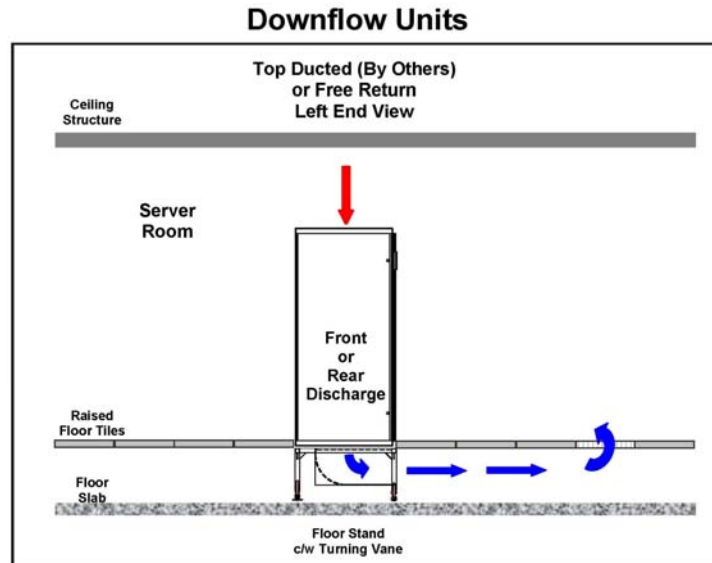 Downflow Units
Top Ducted (By Others)
or Free Return
Left End View
Ceiling
Structure
Server
Room
Front
or
Rear
Discharge
Raised
Floor Tiles
Floor
Slab
Floor Stand
c/w Turning Vane